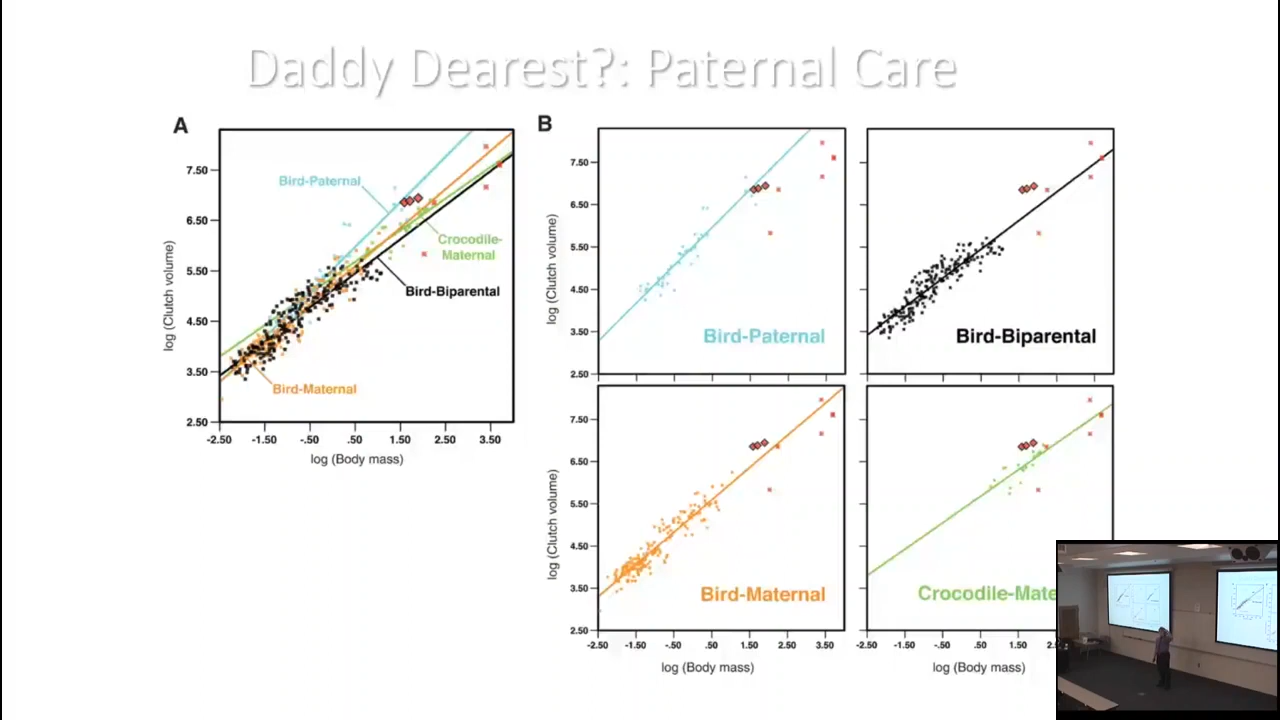 Daddy Dearest?: Paternal Care
A
B
log (Clutch volume)
7.50
6.50
5.50
4.50
3.50
2.50
Bird-Paternal
Crocodile-
Maternal
Bird-Biparental
Bird-Maternal
-2.50 -1.50 -.50 .50 1.50 2.50 3.50
log (Body mass)
log (Clutch volume)
7.50
6.50
5.50
4.50
3.50
2.50
Bird-Paternal
Bird-Biparental
log (Clutch volume)
7.50
6.50
5.50
4.50
3.50
2.50
Bird-Maternal
Crocodile-Mate
-2.50 -1.50 -.50 .50 1.50 2.50 3.50
-2.50 -1.50 -.50 .50 1.50
log (Body mass)
log (Body mass)